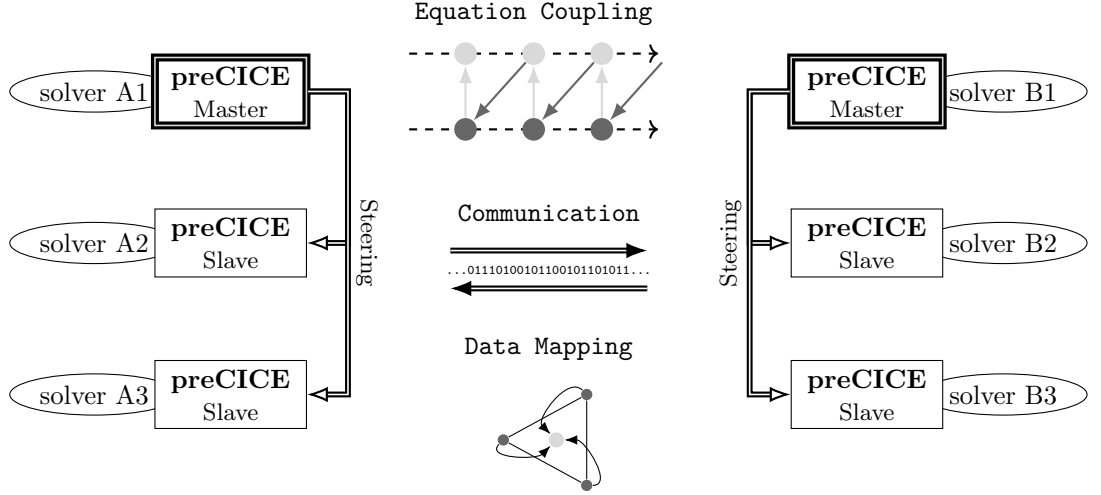 Equation Coupling
solver A1
preCICE
Master
preCICE
Master
solver B1
Steering
Steering
Communication
solver A2
preCICE
Slave
...01110100101100101101011...
preCICE
Slave
solver B2
Data Mapping
solver A3
preCICE
Slave
preCICE
Slave
solver B3